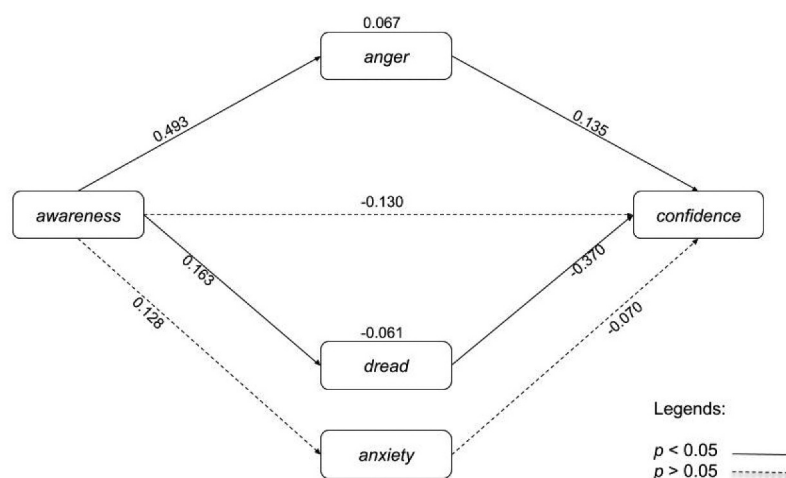 0.067
anger
0.493
0.135
awareness
-0.130
confidence
0.163
-0.370
0.128
-0.061
-0.070
dread
anxiety
Legends:
p < 0.05
p > 0.05